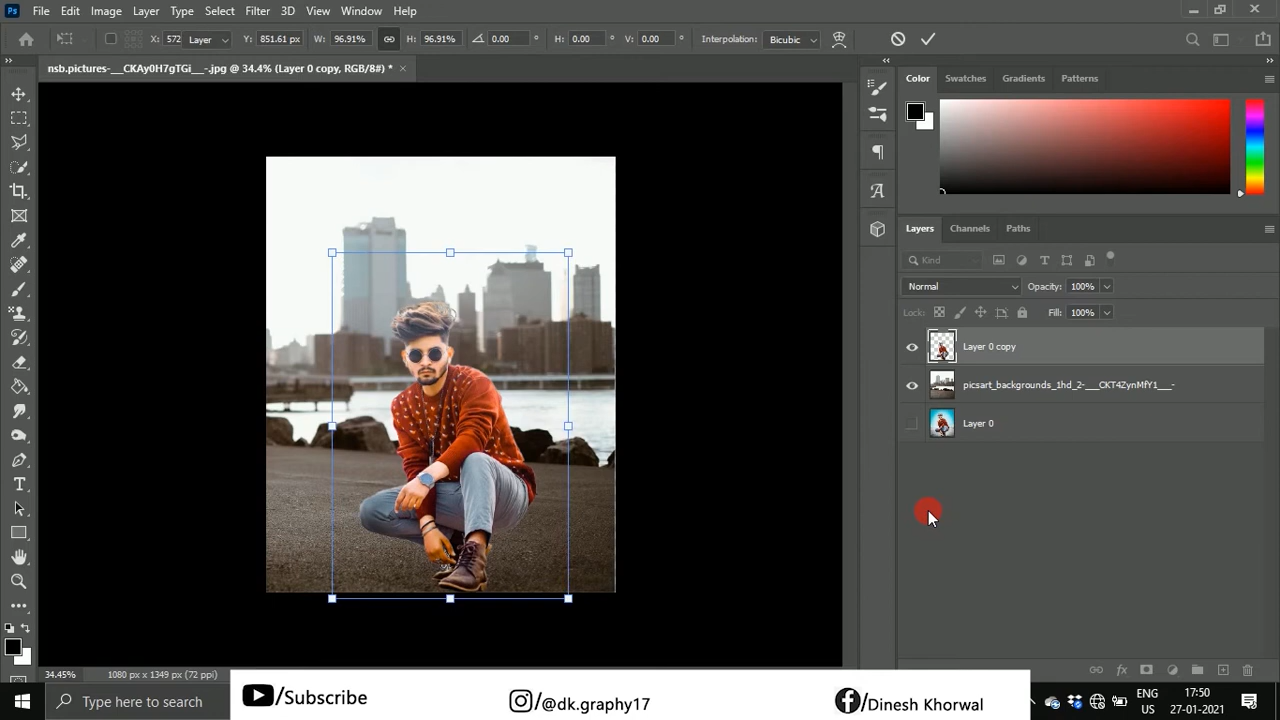 Ps File Edit Image Layer Type Select Filter 3D View Window Help
X: 572 Layer Y: 851.61 px W: 96.91% H: 96.91% 0.00 ° H: 0.00 ° V: 0.00 ° Interpolation: Bicubic
nsb.pictures-___CKAy0H7gTGi___-.jpg @ 34.4% (Layer 0 copy, RGB/8#) * ×
Color Swatches Gradients Patterns
Layers Channels Paths
Kind
Normal Opacity: 100%
Lock: Fill: 100%
Layer 0 copy
picsart_backgrounds_1hd_2-___CKT4ZynMfY1___-
Layer 0
34.45% 1080 px x 1349 px (72 ppi)
Type here to search
/Subscribe
/@dk.graphy17
/Dinesh Khorwal
ENG
US
17:50
27-01-2021